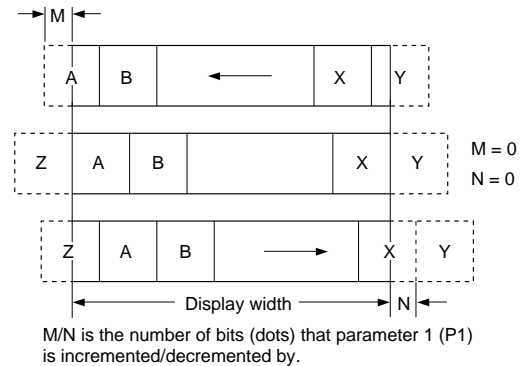 M
A B X Y
Z A B X Y
M = 0
N = 0
Z A B X Y
Display width N
M/N is the number of bits (dots) that parameter 1 (P1)
is incremented/decremented by.